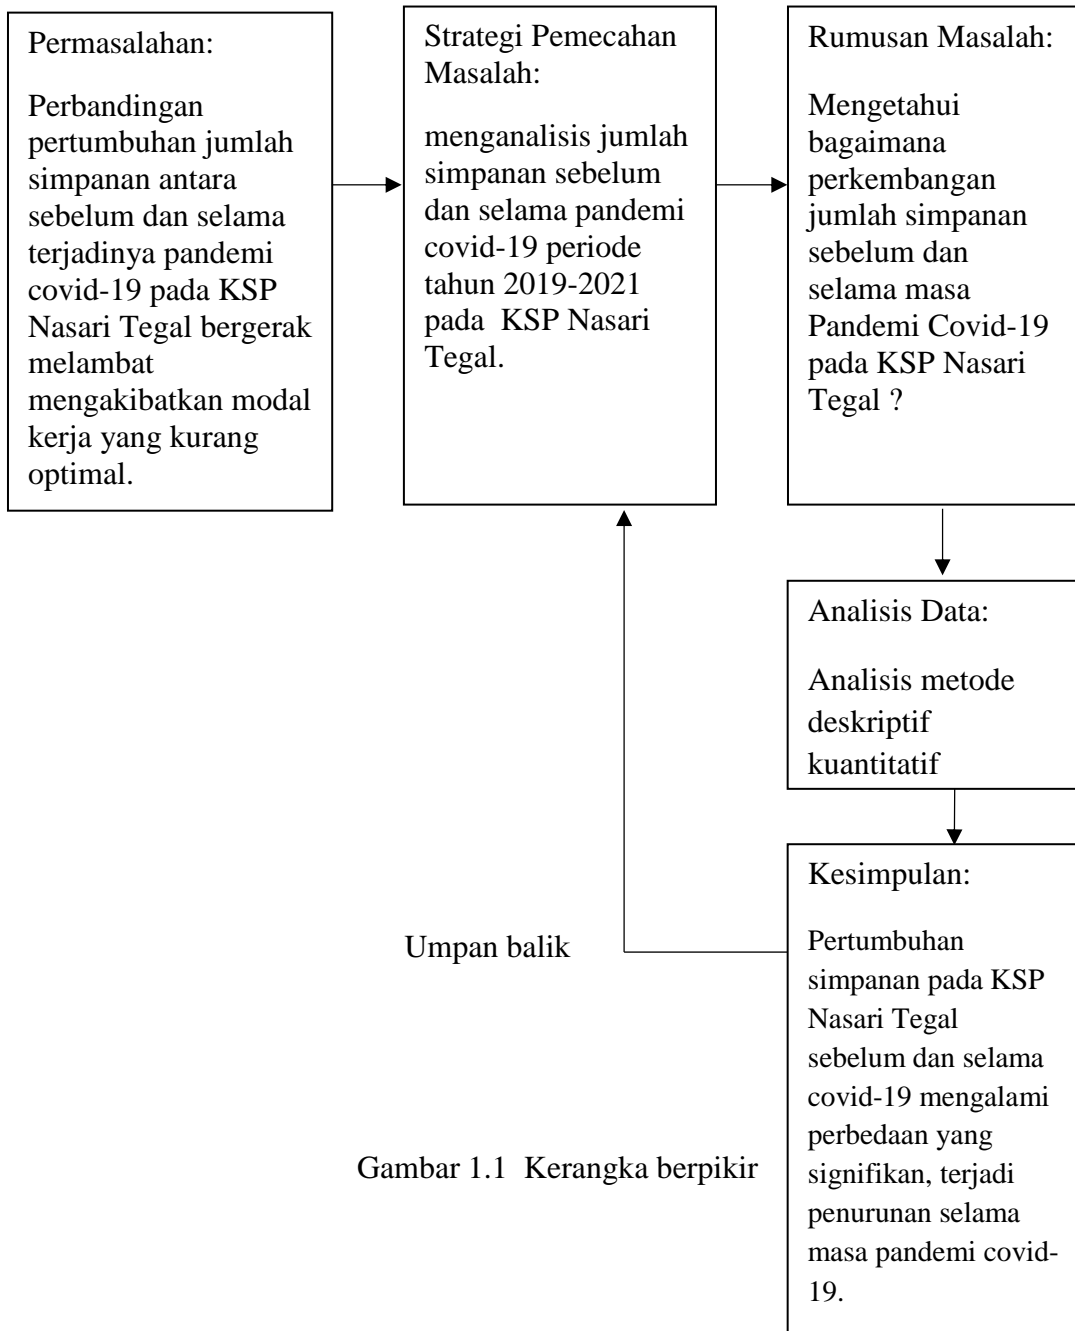 Permasalahan:
Perbandingan
pertumbuhan jumlah
simpanan antara
sebelum dan selama
terjadinya pandemi
covid-19 pada KSP
Nasari Tegal bergerak
melambat
mengakibatkan modal
kerja yang kurang
optimal.
Strategi Pemecahan
Masalah:
menganalisis jumlah
simpanan sebelum
dan selama pandemi
covid-19 periode
tahun 2019-2021
pada KSP Nasari
Tegal.
Rumusan Masalah:
Mengetahui
bagaimana
perkembangan
jumlah simpanan
sebelum dan
selama masa
Pandemi Covid-19
pada KSP Nasari
Tegal ?
Analisis Data:
Analisis metode
deskriptif
kuantitatif
Kesimpulan:
Pertumbuhan
simpanan pada KSP
Nasari Tegal
sebelum dan selama
covid-19 mengalami
perbedaan yang
signifikan, terjadi
penurunan selama
masa pandemi covid-
19.
Umpan balik
Gambar 1.1 Kerangka berpikir